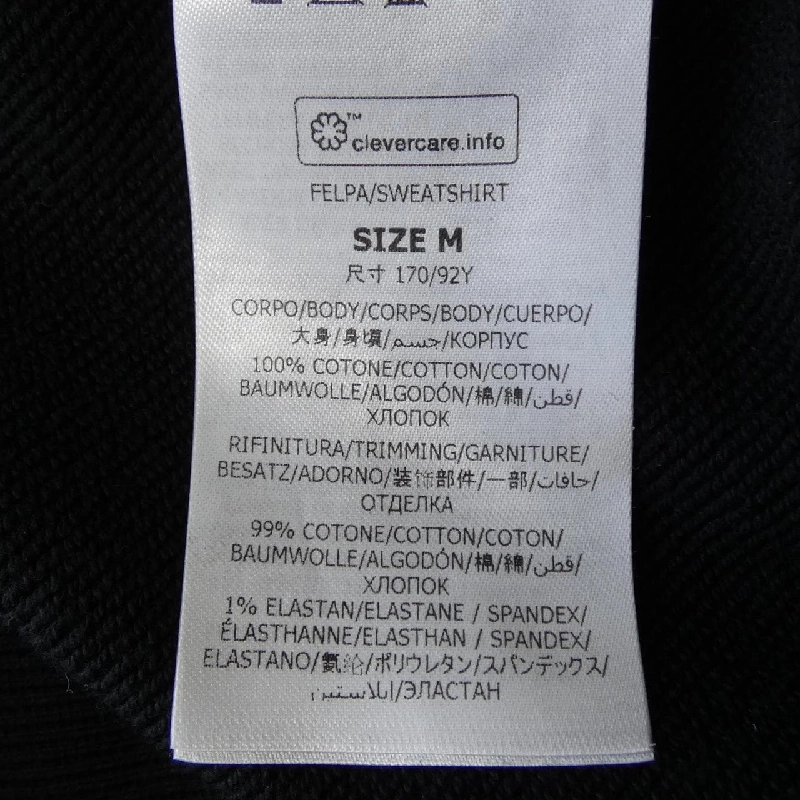 clevercare.info
FELPA/SWEATSHIRT
SIZE M
尺寸 170/92Y
CORPO/BODY/CORPS/BODY/CUERPO/
大身/身頃/جسم/КОРПУС
100% COTONE/COTTON/COTON/
BAUMWOLLE/ALGODÓN/棉/綿/قطن/
ХЛОПОК
RIFINITURA/TRIMMING/GARNITURE/
BESATZ/ADORNO/装饰部件/一部/حافات/
ОТДЕЛКА
99% COTONE/COTTON/COTON/
BAUMWOLLE/ALGODÓN/棉/綿/قطن/
ХЛОПОК
1% ELASTAN/ELASTANE / SPANDEX/
ÉLASTHANNE/ELASTHAN / SPANDEX/
ELASTANO/氨纶/ポリウレタン/スパンデックス/
ايلاستين/ЭЛАСТАН